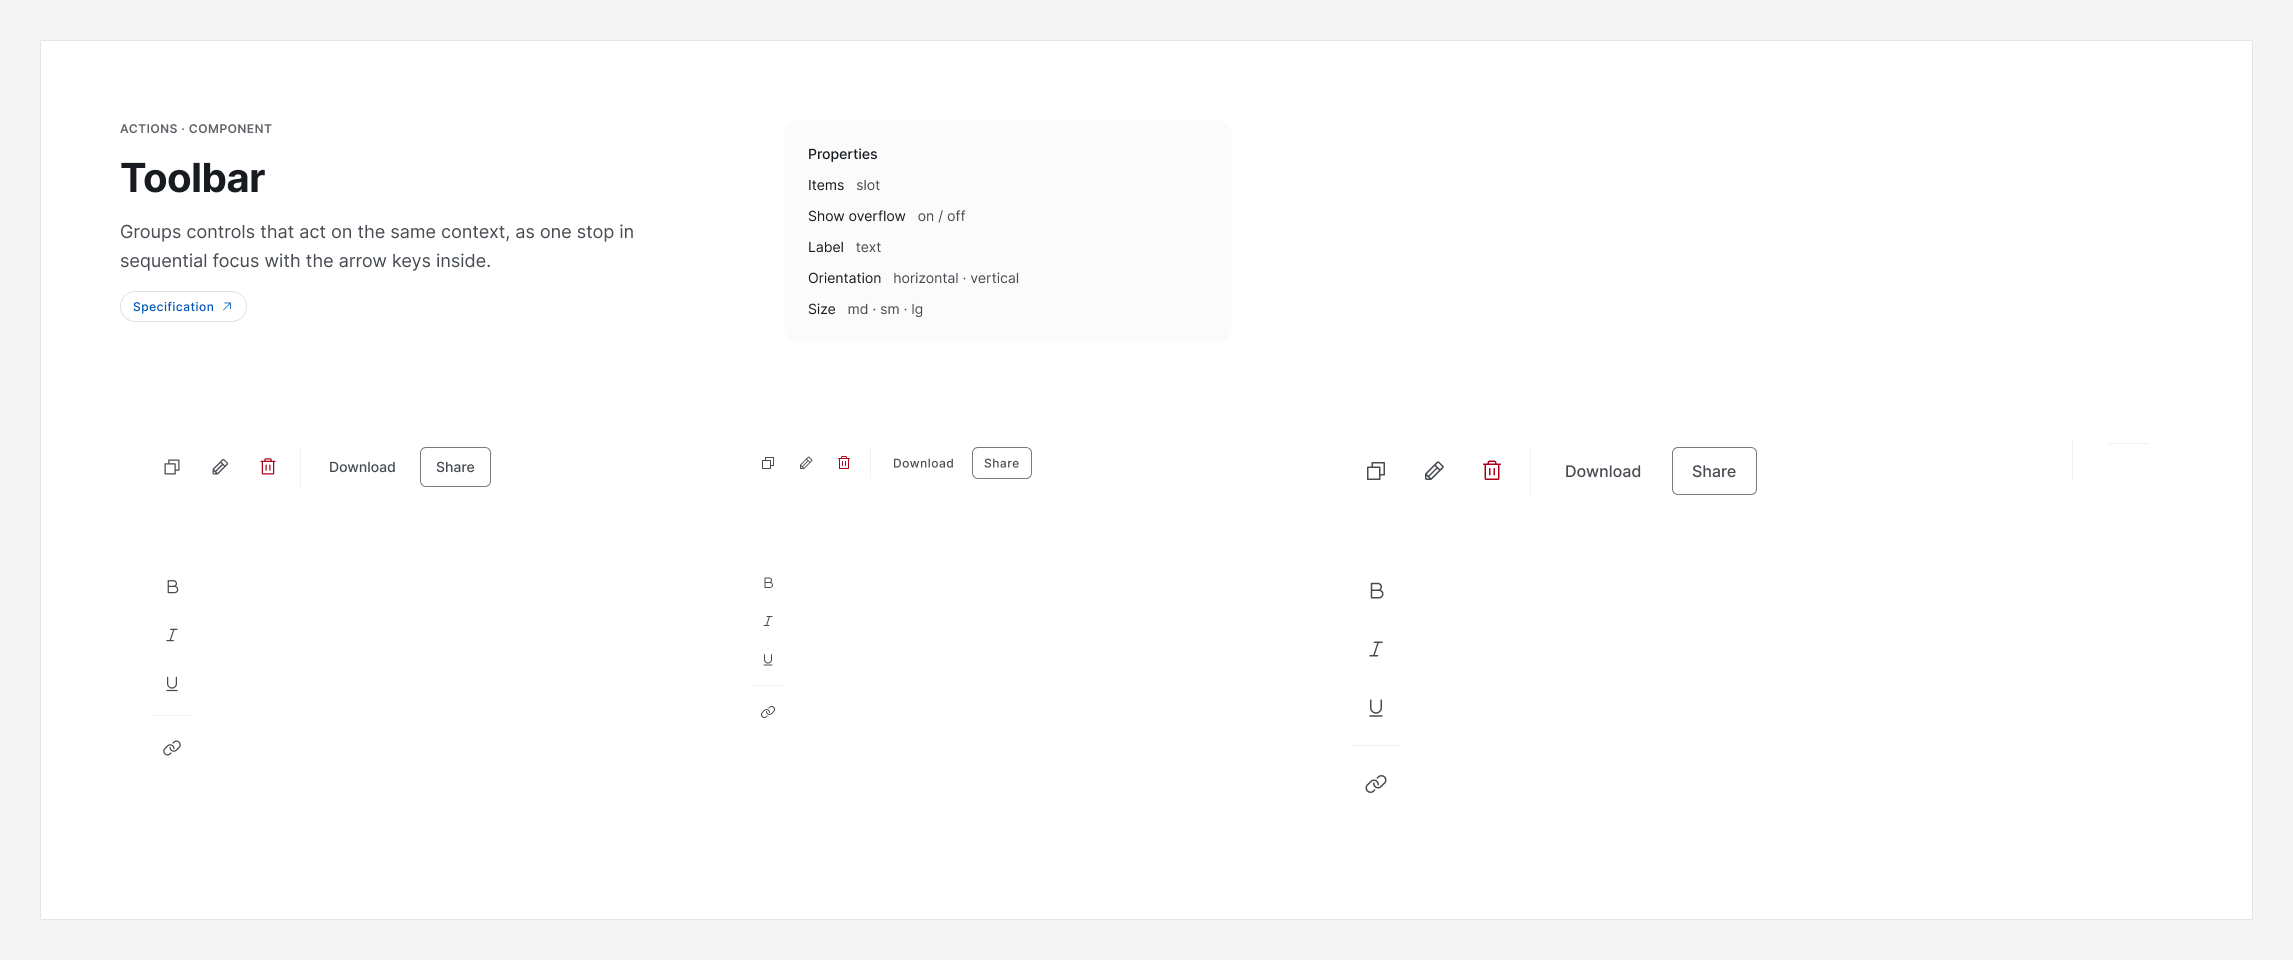 ACTIONS · COMPONENT
Toolbar
Groups controls that act on the same context, as one stop in
sequential focus with the arrow keys inside.
Specification
Properties
Items slot
Show overflow on / off
Label text
Orientation horizontal · vertical
Size md · sm · lg
Download Share
Download Share
Download Share
B
I
U
B
I
U
B
I
U